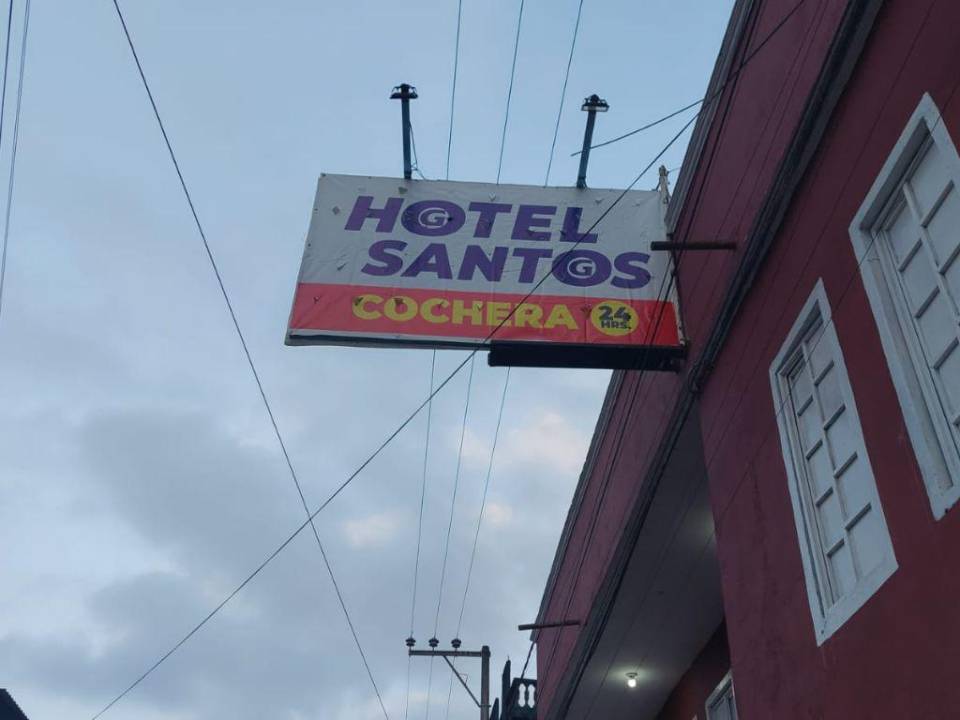 HOTEL
SANTOS
COCHERA 24
HRS.